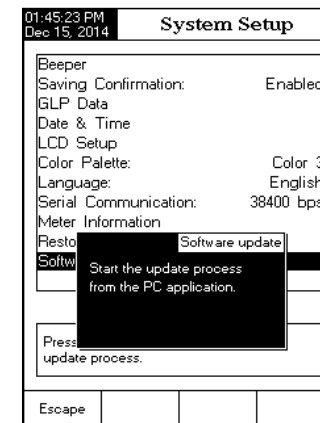 01:45:23 PM
Dec 15, 2014
System Setup
Beeper
Saving Confirmation: Enabled
GLP Data
Date & Time
LCD Setup
Color Palette: Color 3
Language: English
Serial Communication: 38400 bps
Meter Information
Resto
Softw
Software update
Start the update process
from the PC application.
Press
update process.
Escape